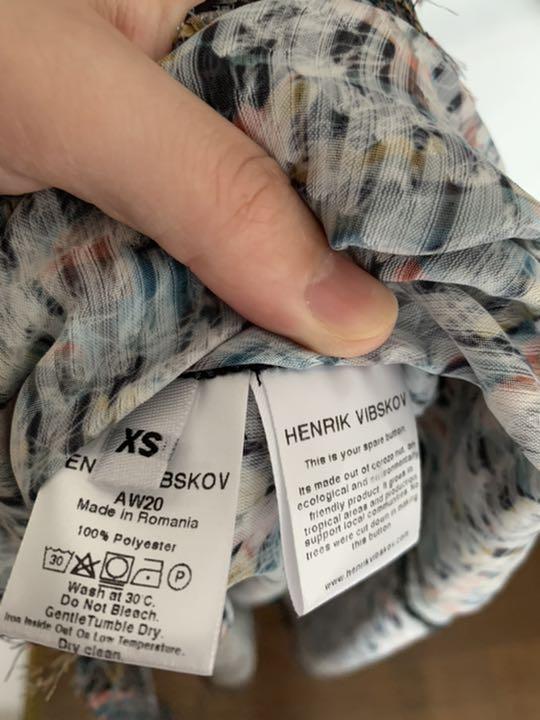 XS
EN
BSKOV
AW20
Made in Romania
100% Polyester
30
P
Wash at 30°C.
Do Not Bleach.
GentleTumble Dry.
Iron Inside Out On Low Temperature.
Dry clean.
HENRIK VIBSKOV
This is your spare button.
Its made out of corozo nut, an
ecological and environmentally
friendly product. It grows in
tropical areas and production
support local communities. No
trees were cut down in making
this button
www.henrikvibskov.com